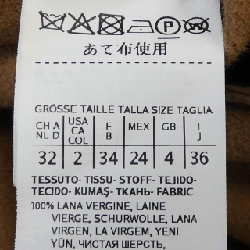 あて布使用
GRÖSSE TAILLE TALLA SIZE TAGLIA
CH A USA F MEX GB I
NL D CA B J
CO
32 2 34 24 4 36
TESSUTO- TISSU- STOFF- TEJIDO-
TECIDO- KUMAŞ- ТКАНЬ- FABRIC
100% LANA VERGINE, LAINE
VIERGE, SCHURWOLLE, LANA
VIRGEN, LA VIRGEM, YENI
YÜN, ЧИСТАЯ ШЕРСТЬ,